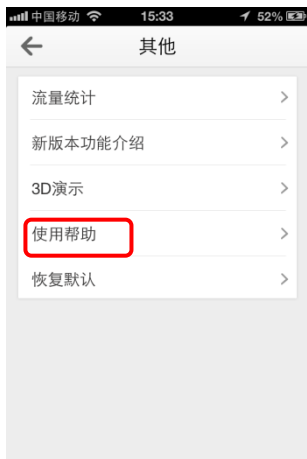 中国移动 15:33 52%
其他
流量统计
新版本功能介绍
3D演示
使用帮助
恢复默认